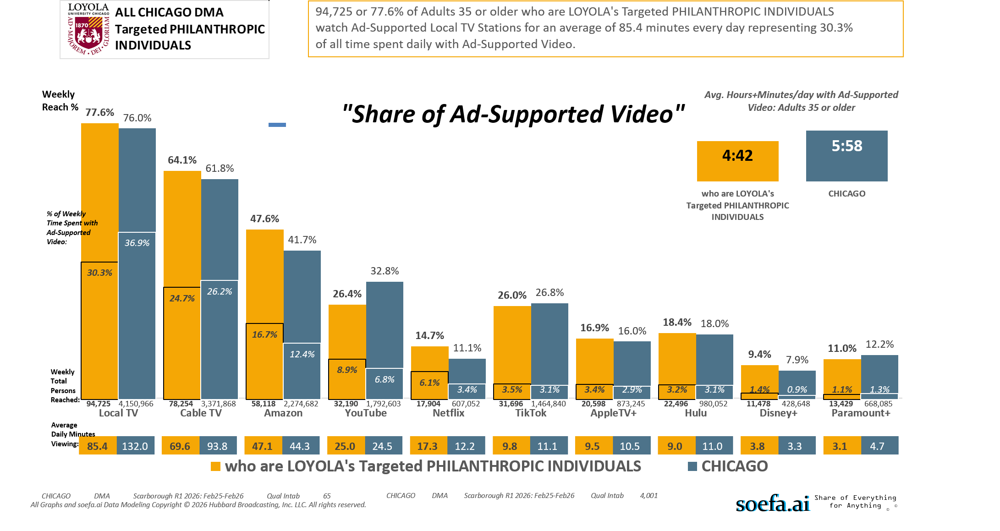 LOYOLA
UNIVERSITY CHICAGO
1870
AD • MAJOREM • DEI • GLORIAM
ALL CHICAGO DMA
Targeted PHILANTHROPIC
INDIVIDUALS
94,725 or 77.6% of Adults 35 or older who are LOYOLA's Targeted PHILANTHROPIC INDIVIDUALS
watch Ad-Supported Local TV Stations for an average of 85.4 minutes every day representing 30.3%
of all time spent daily with Ad-Supported Video.
"Share of Ad-Supported Video"
Avg. Hours+Minutes/day with Ad-Supported
Video: Adults 35 or older
4:42
5:58
who are LOYOLA's
Targeted PHILANTHROPIC
INDIVIDUALS
CHICAGO
Weekly
Reach %
77.6% 76.0%
64.1% 61.8%
47.6% 41.7%
26.4% 32.8%
14.7% 11.1%
26.0% 26.8%
16.9% 16.0%
18.4% 18.0%
9.4% 7.9%
11.0% 12.2%
% of Weekly
Time Spent with
Ad-Supported
Video:
30.3% 36.9%
24.7% 26.2%
16.7% 12.4%
8.9% 6.8%
6.1% 3.4%
3.5% 3.1%
3.4% 2.9%
3.2% 3.1%
1.4% 0.9%
1.1% 1.3%
Weekly
Total
Persons
Reached:
94,725 4,150,966 78,254 3,371,868 58,118 2,274,682 32,190 1,792,603 17,904 607,052 31,696 1,464,840 20,598 873,245 22,496 980,052 11,478 428,648 13,429 668,085
Local TV Cable TV Amazon YouTube Netflix TikTok AppleTV+ Hulu Disney+ Paramount+
Average
Daily Minutes
Viewing:
85.4 132.0 69.6 93.8 47.1 44.3 25.0 24.5 17.3 12.2 9.8 11.1 9.5 10.5 9.0 11.0 3.8 3.3 3.1 4.7
who are LOYOLA's Targeted PHILANTHROPIC INDIVIDUALS CHICAGO
CHICAGO DMA Scarborough R1 2026: Feb25-Feb26 Qual Intab 65 CHICAGO DMA Scarborough R1 2026: Feb25-Feb26 Qual Intab 4,001
All Graphs and soefa.ai Data Modeling Copyright © 2026 Hubbard Broadcasting, Inc. LLC. All rights reserved.
soefa.ai
Share of Everything
for Anything © ©